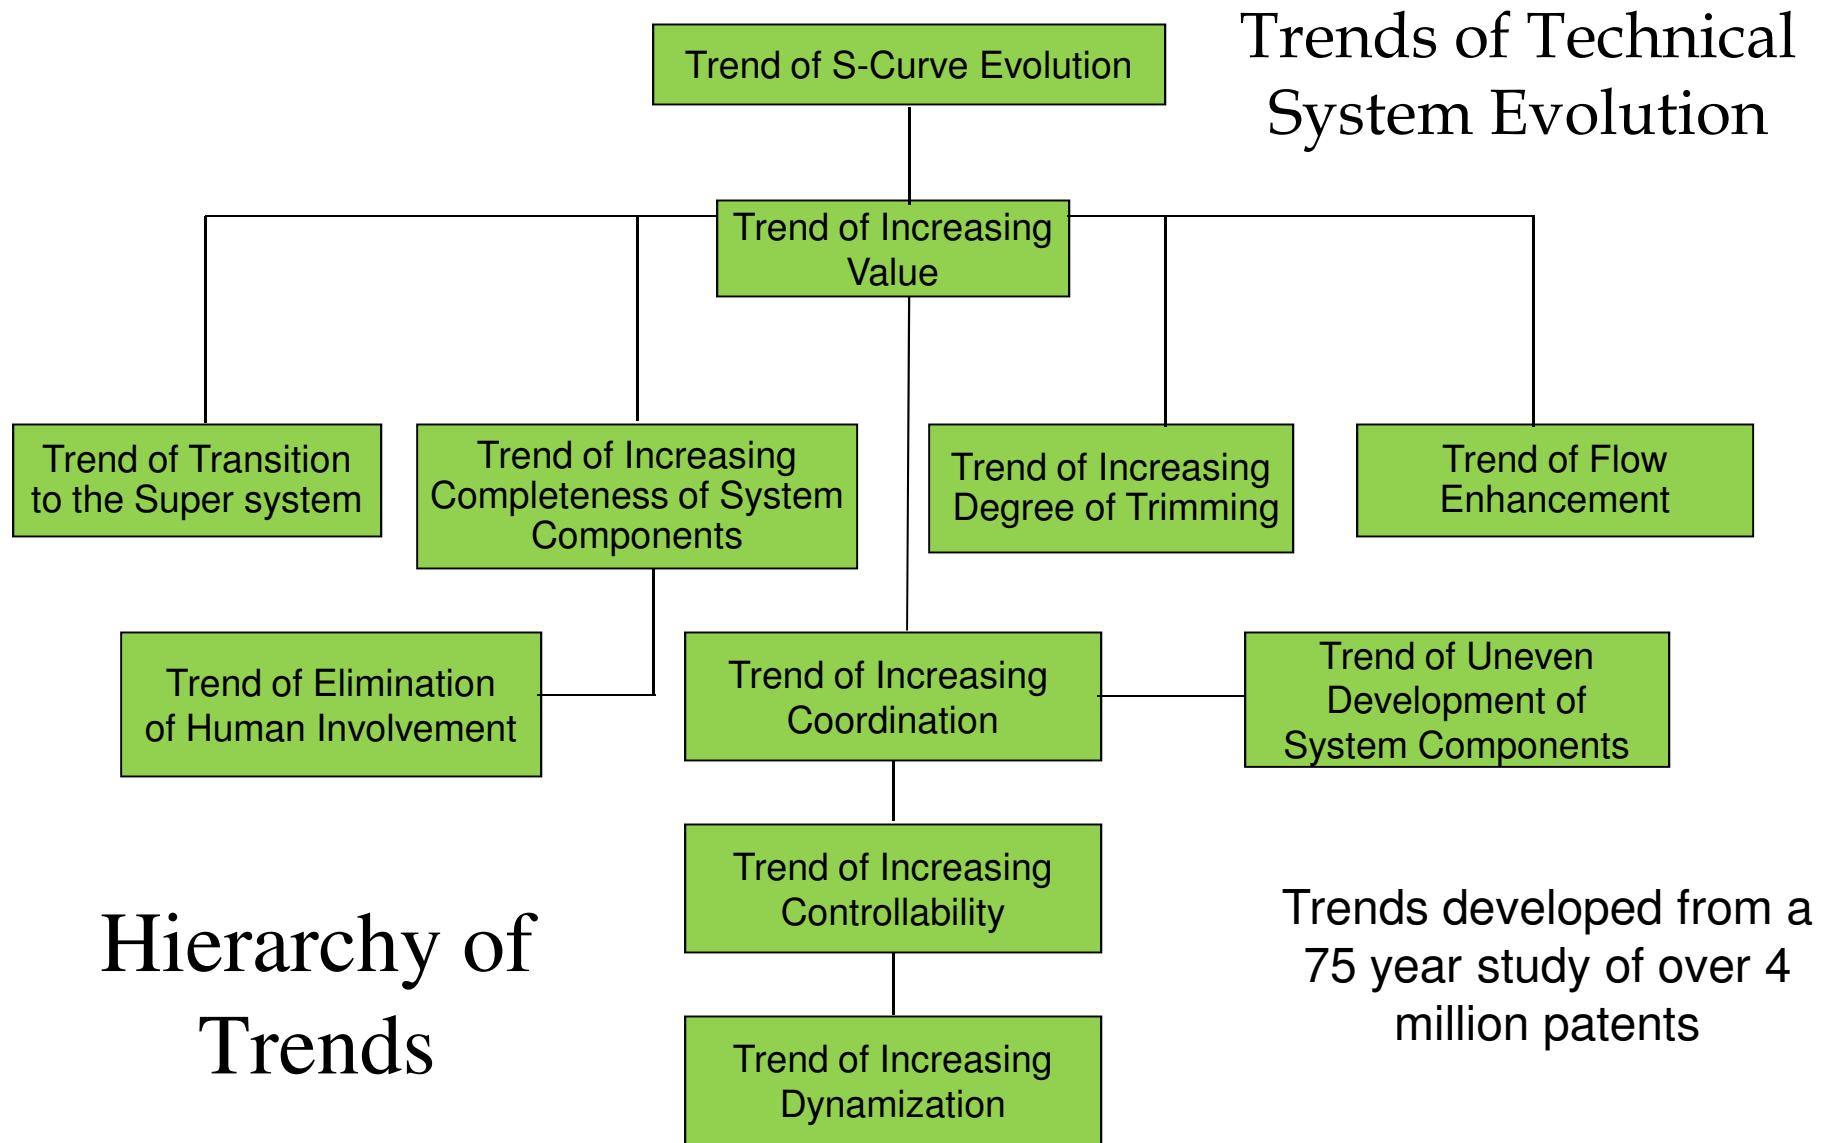 Trends of Technical
System Evolution
Trend of S-Curve Evolution
Trend of Increasing
Value
Trend of Transition
to the Super system
Trend of Increasing
Completeness of System
Components
Trend of Increasing
Degree of Trimming
Trend of Flow
Enhancement
Trend of Elimination
of Human Involvement
Trend of Increasing
Coordination
Trend of Uneven
Development of
System Components
Trend of Increasing
Controllability
Hierarchy of
Trends
Trends developed from a
75 year study of over 4
million patents
Trend of Increasing
Dynamization